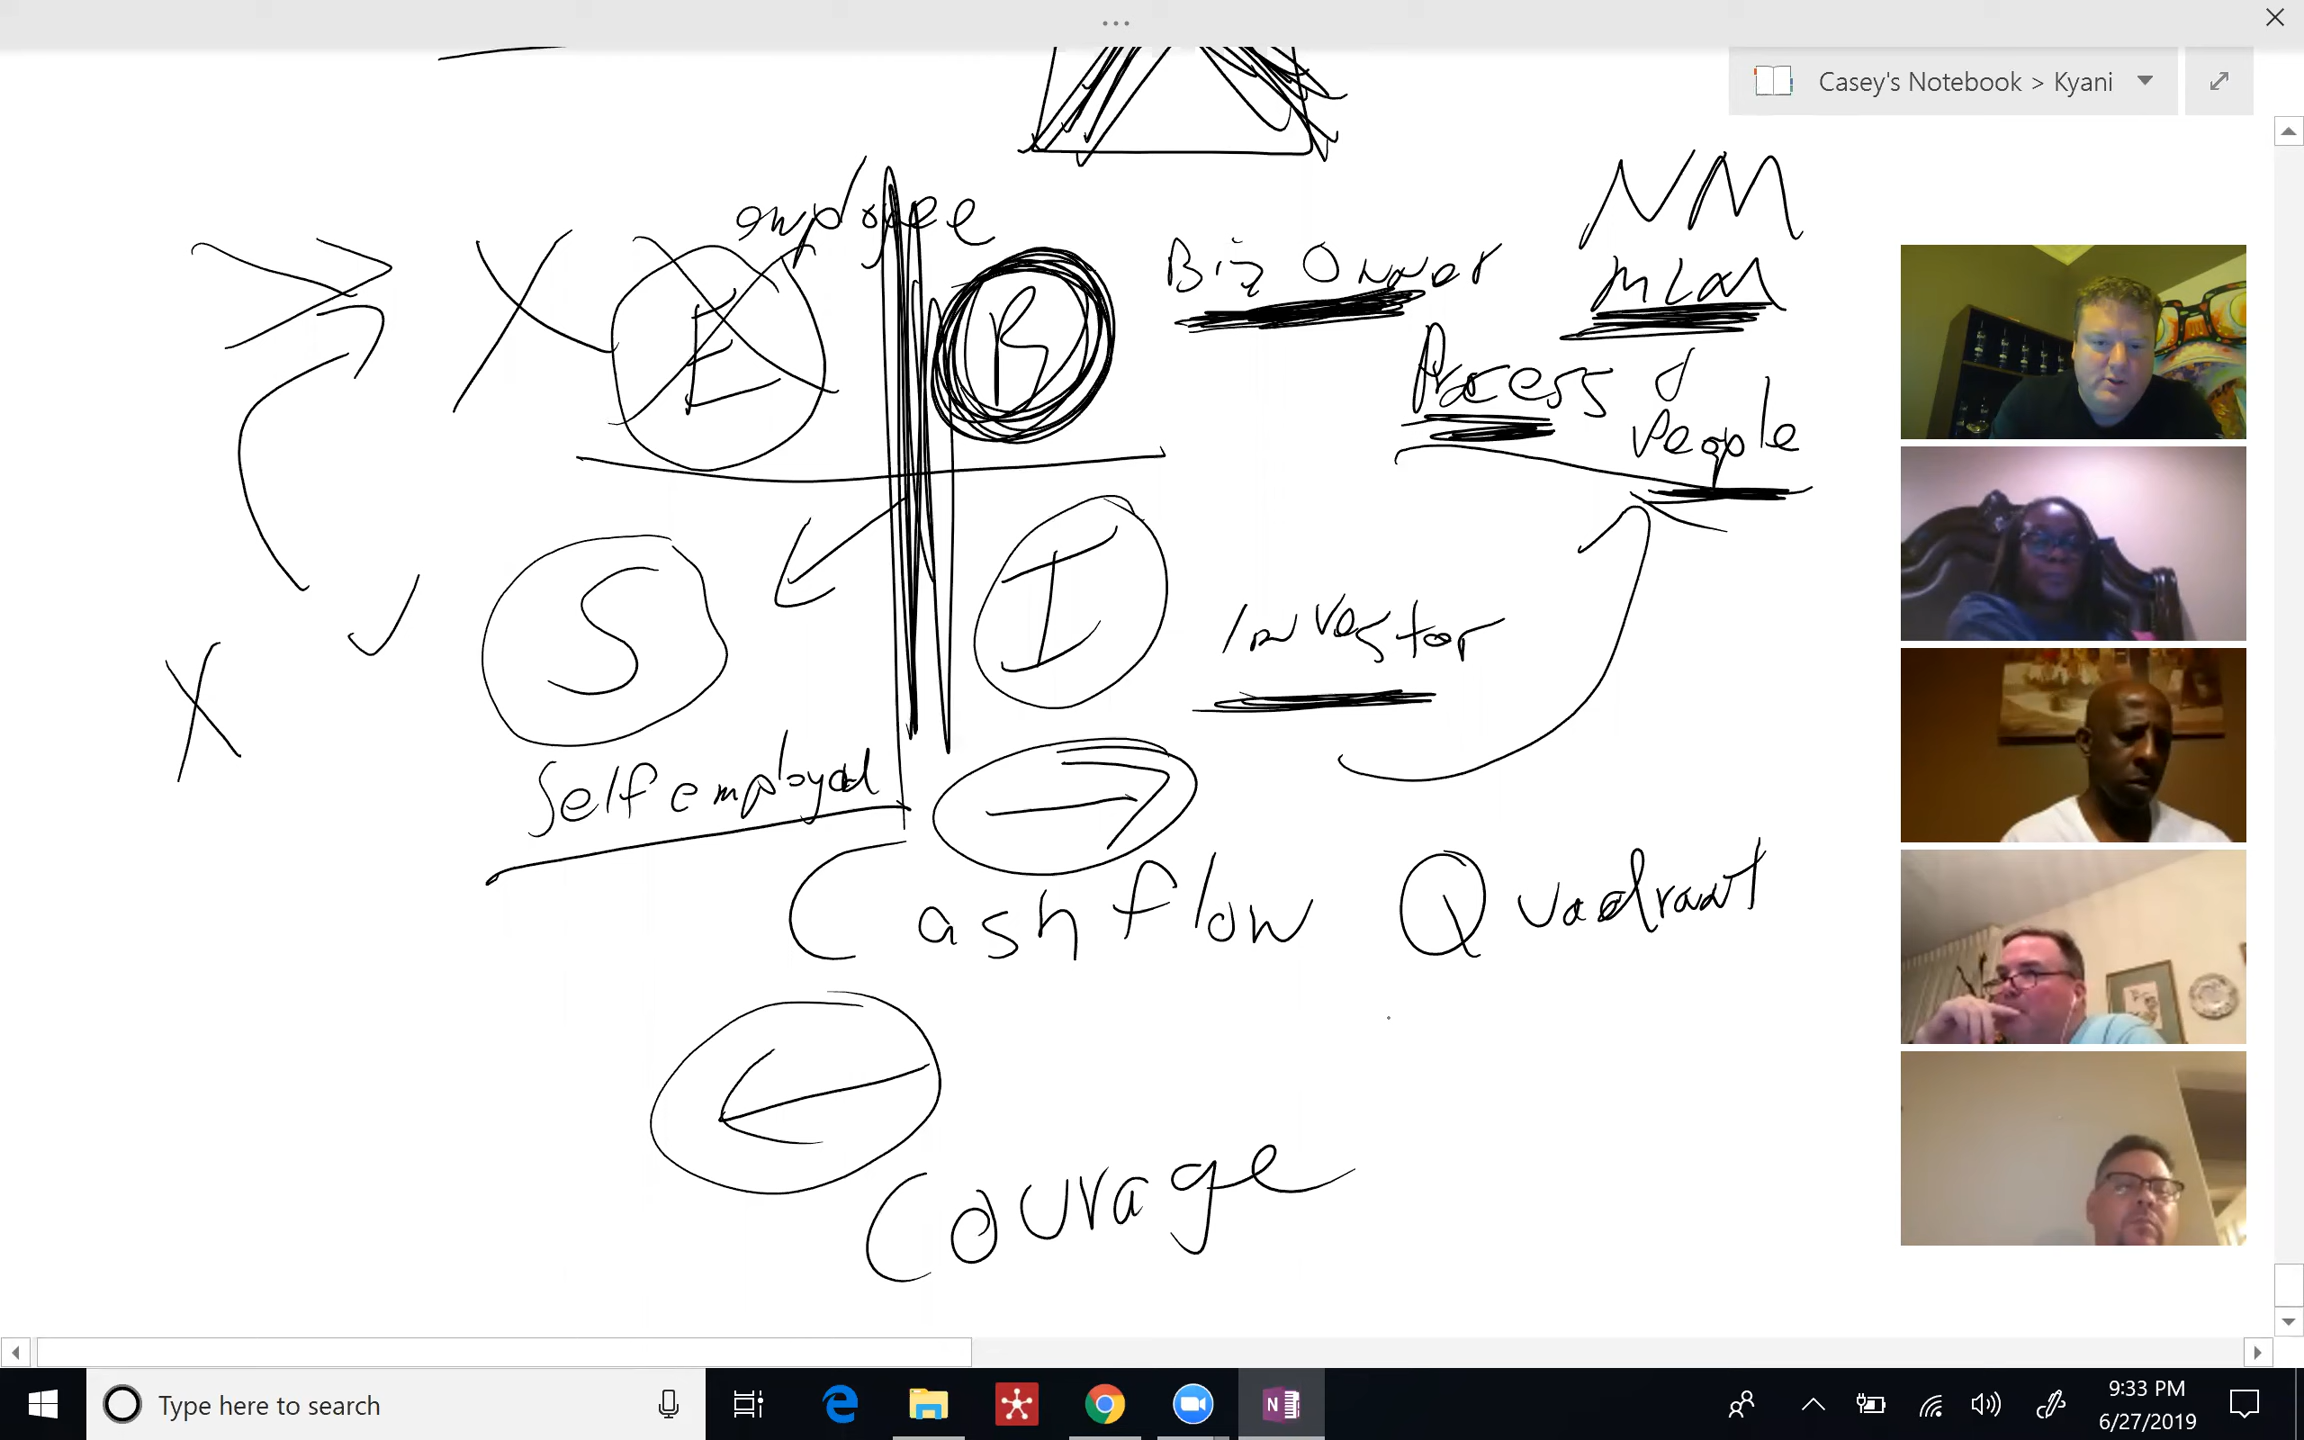 Casey's Notebook > Kyani
employee
NM
E
B
Biz Owner
MLM
Process &
People
S
I
Investor
Self employed
Cashflow Quadrant
Courage
X
X
Type here to search
N
9:33 PM
6/27/2019